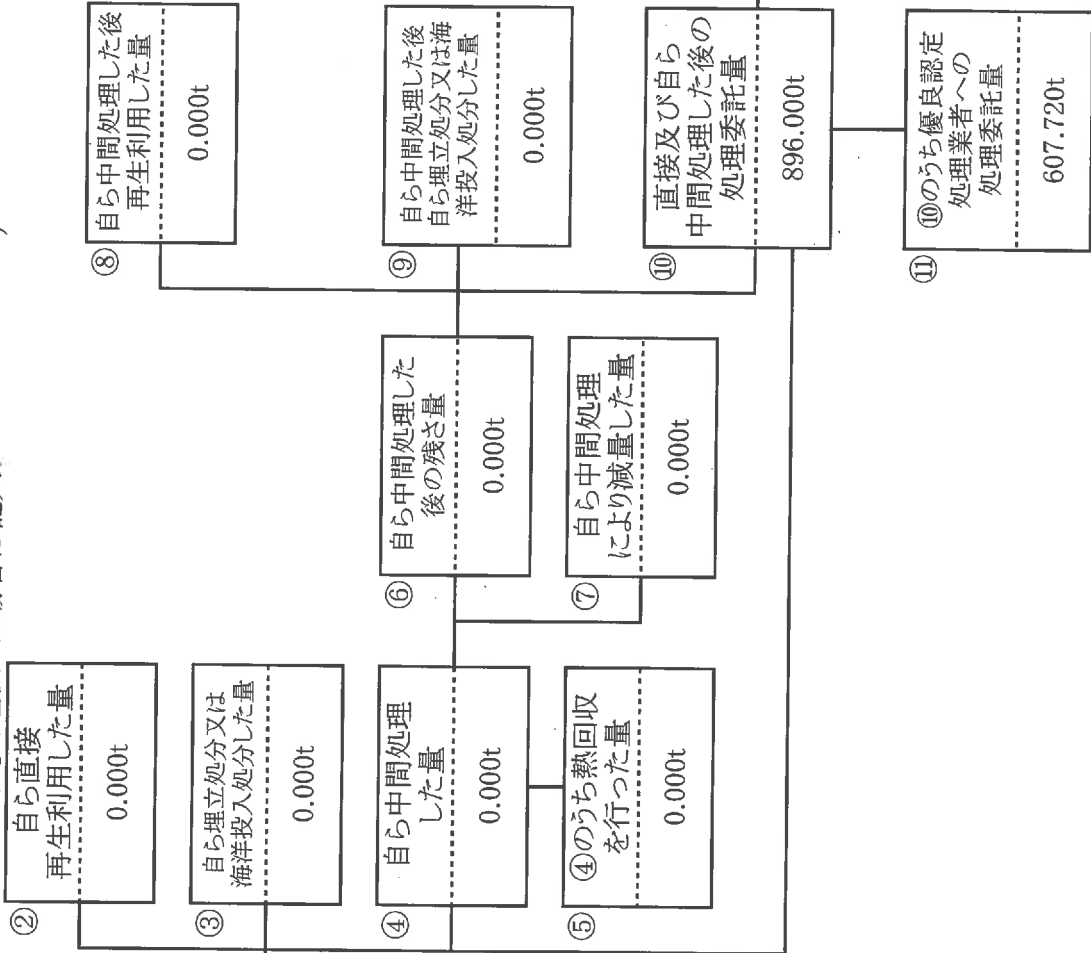 ②
自ら直接
再生利用した量
0.000t
③
自ら埋立処分又は
海洋投入処分した量
0.000t
④
自ら中間処理
した量
0.000t
⑤
④のうち熱回収
を行った量
0.000t
⑥
自ら中間処理した
後の残さ量
0.000t
⑦
自ら中間処理
により減量した量
0.000t
⑧
自ら中間処理した後
再生利用した量
0.000t
⑨
自ら中間処理した後
自ら埋立処分又は海
洋投入処分した量
0.000t
⑩
直接及び自ら
中間処理した後の
処理委託量
896.000t
⑪
⑩のうち優良認定
処理業者への
処理委託量
607.720t